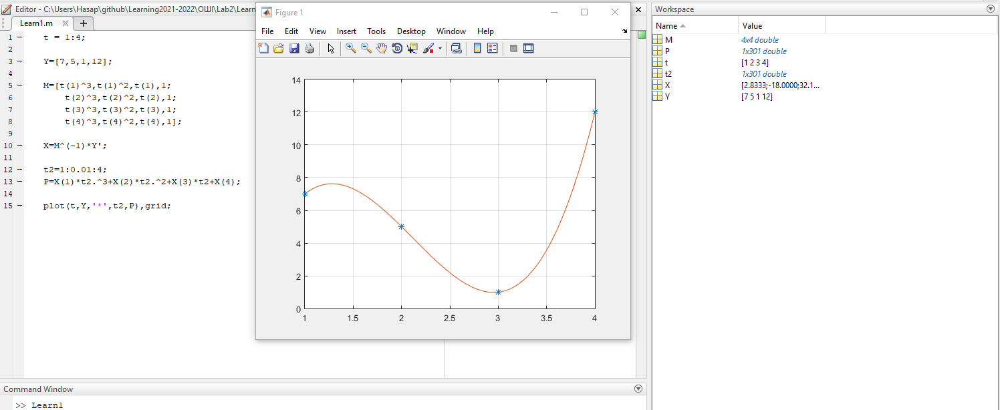 Editor - C:\Users\Назар\github\Learning2021-2022\ОШІ\Lab2\Learn
Learn1.m
1 t = 1:4;
2
3 Y=[7,5,1,12];
4
5 M=[t(1)^3,t(1)^2,t(1),1;
6 t(2)^3,t(2)^2,t(2),1;
7 t(3)^3,t(3)^2,t(3),1;
8 t(4)^3,t(4)^2,t(4),1];
9
10 X=M^(-1)*Y';
11
12 t2=1:0.01:4;
13 P=X(1)*t2.^3+X(2)*t2.^2+X(3)*t2+X(4);
14
15 plot(t,Y,'*',t2,P),grid;
Figure 1
File Edit View Insert Tools Desktop Window Help
14
12
10
8
6
4
2
0
1 1.5 2 2.5 3 3.5 4
Workspace
Name Value
M 4x4 double
P 1x301 double
t [1 2 3 4]
t2 1x301 double
X [2.8333;-18.0000;32.1...
Y [7 5 1 12]
Command Window
>> Learn1